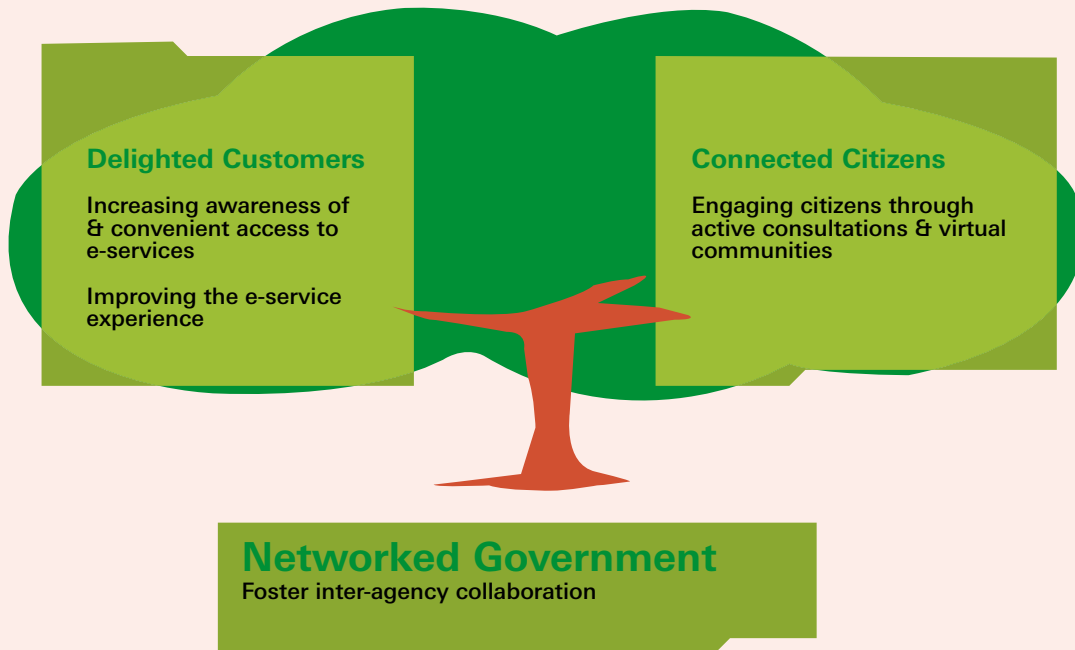 Delighted Customers
Increasing awareness of
& convenient access to
e-services
Improving the e-service
experience
Connected Citizens
Engaging citizens through
active consultations & virtual
communities
Networked Government
Foster inter-agency collaboration